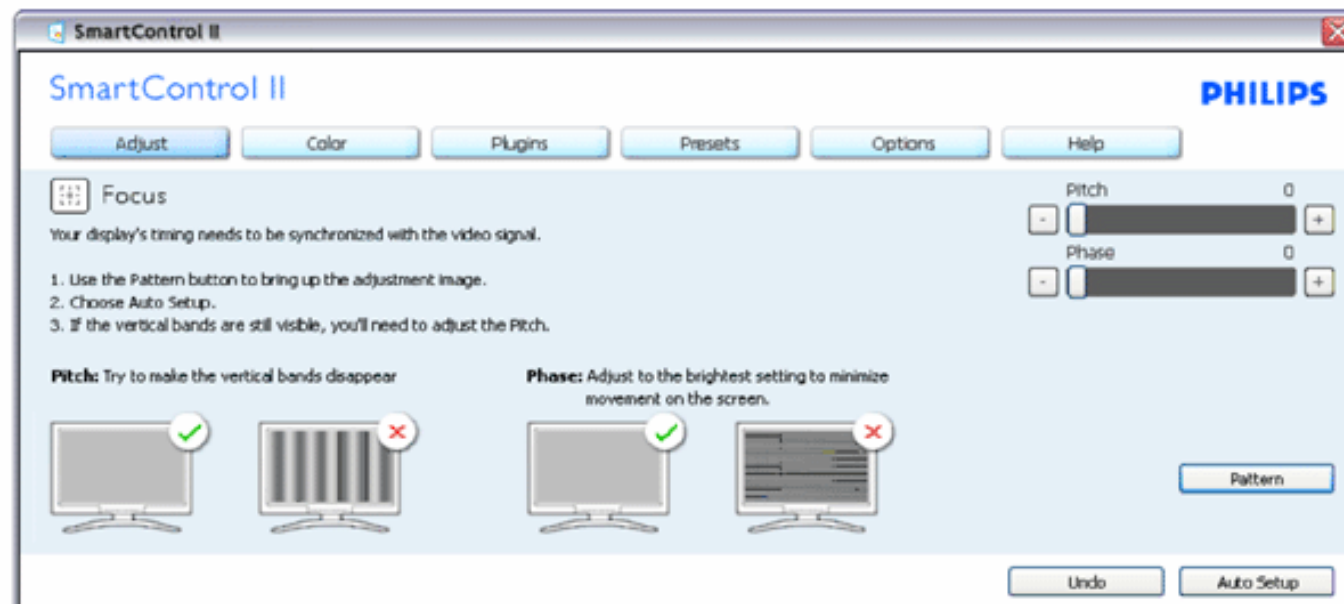 SmartControl II
SmartControl II
PHILIPS
Adjust Color Plugins Presets Options Help
Focus
Your display's timing needs to be synchronized with the video signal.
1. Use the Pattern button to bring up the adjustment image.
2. Choose Auto Setup.
3. If the vertical bands are still visible, you'll need to adjust the Pitch.
Pitch 0
- +
Phase 0
- +
Pitch: Try to make the vertical bands disappear
Phase: Adjust to the brightest setting to minimize
movement on the screen.
Pattern
Undo Auto Setup